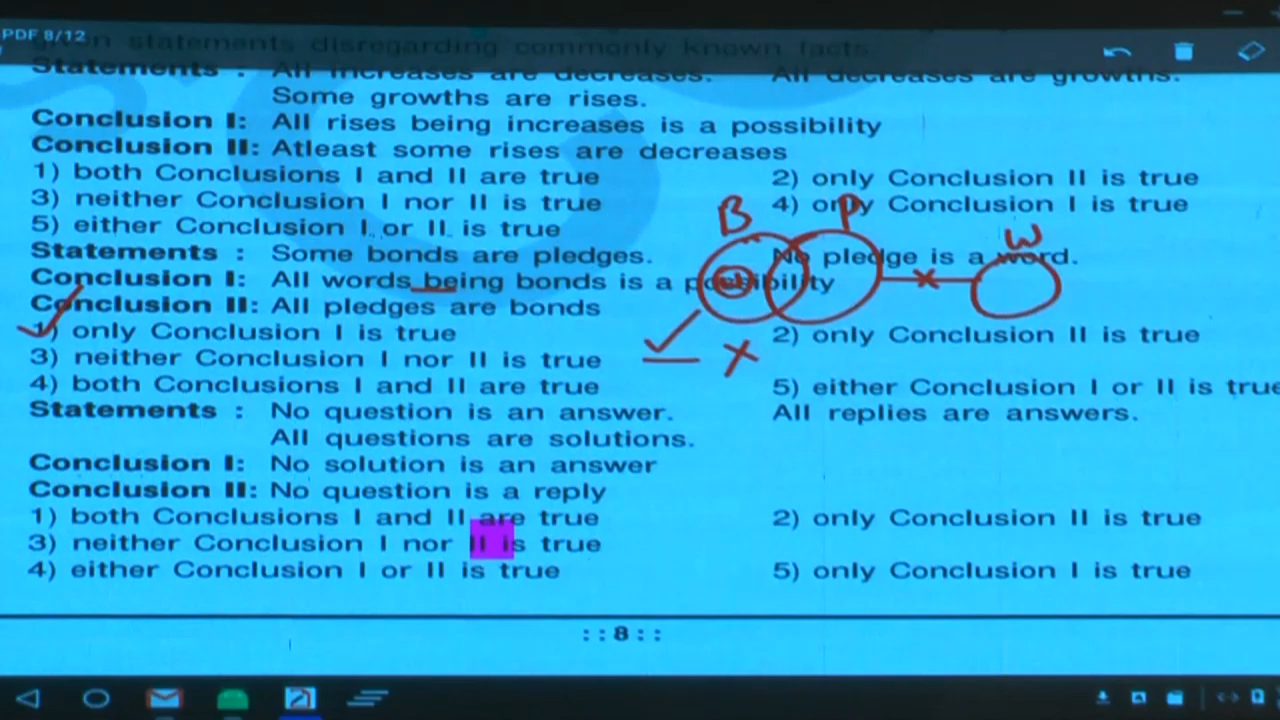 PDF 8/12
given statements disregarding commonly known facts
Statements : All increases are decreases. All decreases are growths.
Some growths are rises.
Conclusion I: All rises being increases is a possibility
Conclusion II: Atleast some rises are decreases
1) both Conclusions I and II are true 2) only Conclusion II is true
3) neither Conclusion I nor II is true 4) only Conclusion I is true
5) either Conclusion I or II is true
B P W
Statements : Some bonds are pledges. No pledge is a word.
Conclusion I: All words being bonds is a possibility
Conclusion II: All pledges are bonds
1) only Conclusion I is true 2) only Conclusion II is true
3) neither Conclusion I nor II is true
4) both Conclusions I and II are true 5) either Conclusion I or II is true
Statements : No question is an answer. All replies are answers.
All questions are solutions.
Conclusion I: No solution is an answer
Conclusion II: No question is a reply
1) both Conclusions I and II are true 2) only Conclusion II is true
3) neither Conclusion I nor II is true
4) either Conclusion I or II is true 5) only Conclusion I is true
::8::